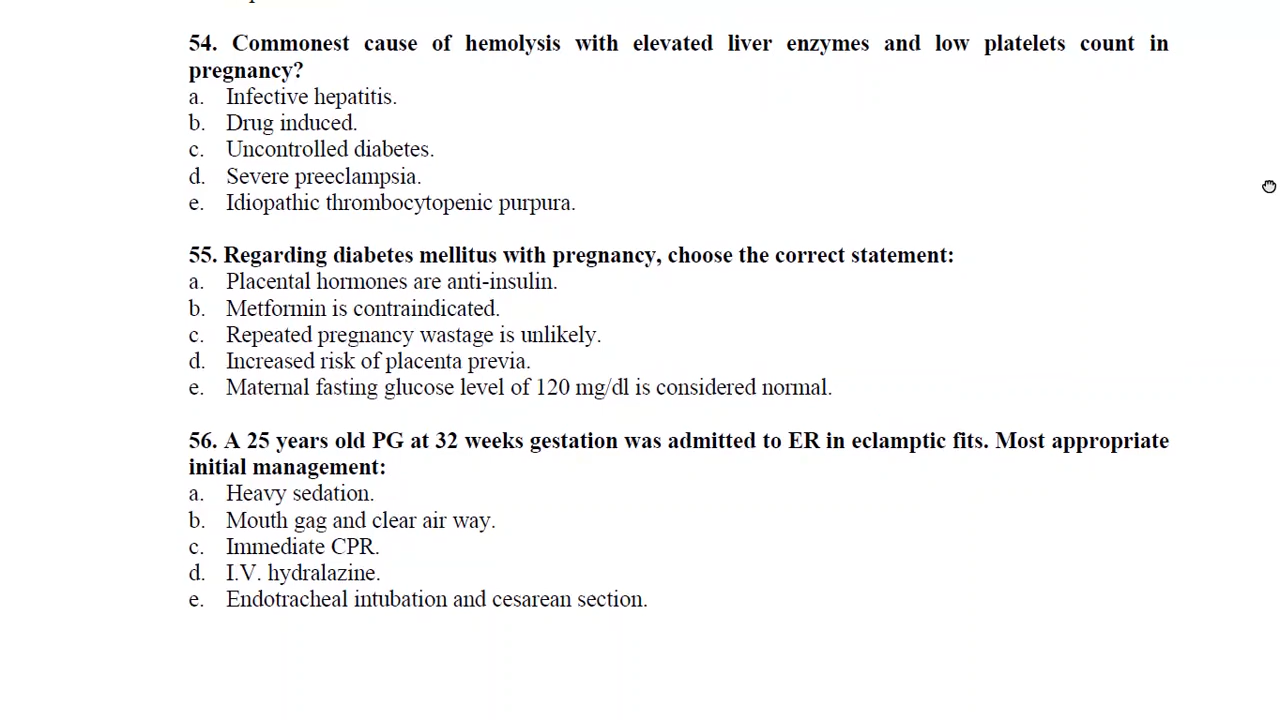 54. Commonest cause of hemolysis with elevated liver enzymes and low platelets count in
pregnancy?
a. Infective hepatitis.
b. Drug induced.
c. Uncontrolled diabetes.
d. Severe preeclampsia.
e. Idiopathic thrombocytopenic purpura.
55. Regarding diabetes mellitus with pregnancy, choose the correct statement:
a. Placental hormones are anti-insulin.
b. Metformin is contraindicated.
c. Repeated pregnancy wastage is unlikely.
d. Increased risk of placenta previa.
e. Maternal fasting glucose level of 120 mg/dl is considered normal.
56. A 25 years old PG at 32 weeks gestation was admitted to ER in eclamptic fits. Most appropriate
initial management:
a. Heavy sedation.
b. Mouth gag and clear air way.
c. Immediate CPR.
d. I.V. hydralazine.
e. Endotracheal intubation and cesarean section.